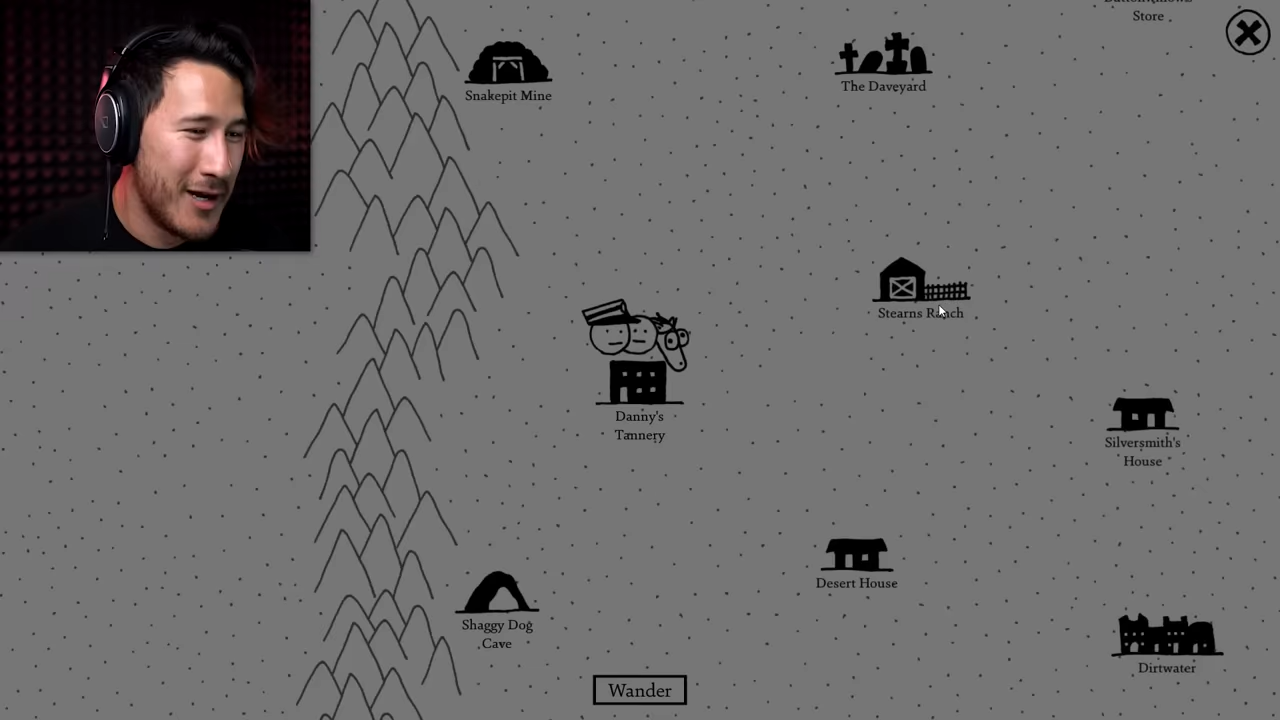 Store
Snakepit Mine
The Daveyard
Stearns Ranch
Danny's
Tannery
Silversmith's
House
Desert House
Shaggy Dog
Cave
Dirtwater
Wander